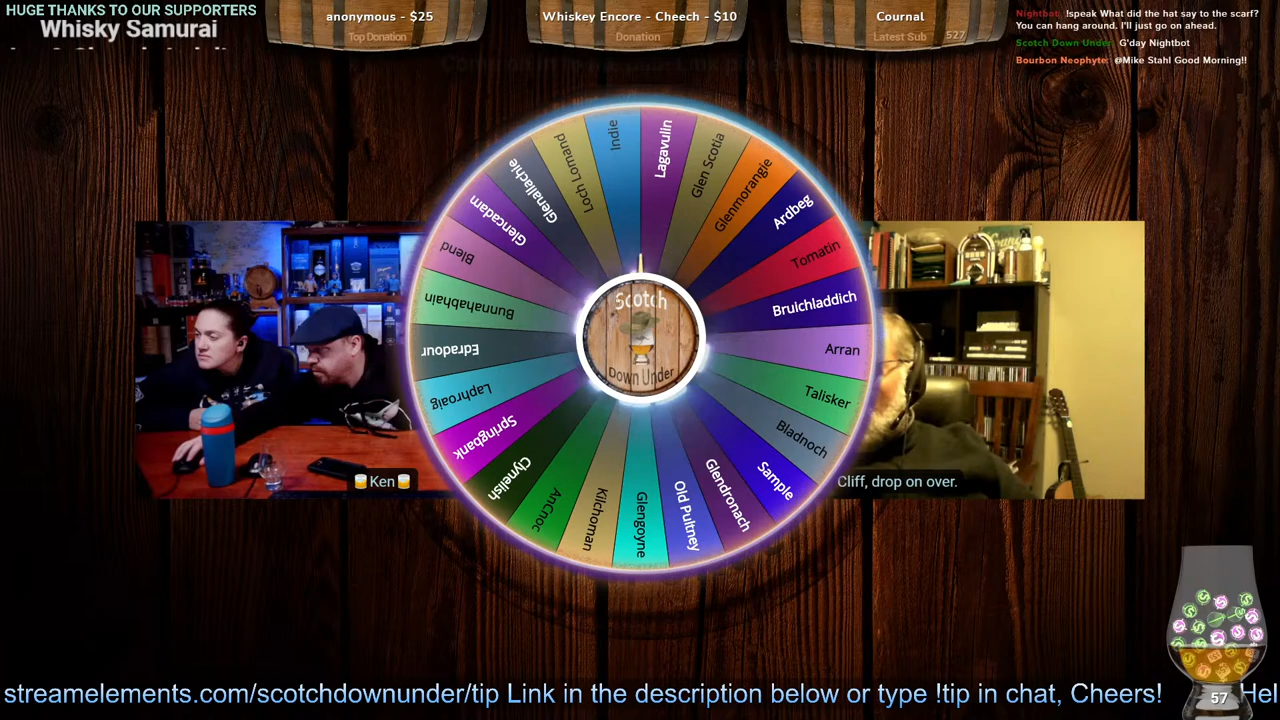 HUGE THANKS TO OUR SUPPORTERS
Whisky Samurai
anonymous - $25
Top Donation
Whiskey Encore - Cheech - $10
Donation
Cournal
Latest Sub
527
Nightbot: !speak What did the hat say to the scarf?
You can hang around. I'll just go on ahead.
Scotch Down Under: G'day Nightbot
Bourbon Neophyte: @Mike Stahl Good Morning!!
Indie
Lagavulin
Glen Scotia
Glenmorangie
Ardbeg
Tomatin
Bruichladdich
Arran
Talisker
Bladnoch
Sample
Glendronach
Old Pultney
Glengoyne
Kilchoman
AnCnoc
Clynelish
Springbank
Laphroaig
Edradour
Bunnahabhain
Blend
Glencadam
Glenallachie
Loch Lomand
Scotch
Down Under
Ken
Cliff, drop on over.
streamelements.com/scotchdownunder/tip Link in the description below or type !tip in chat, Cheers!
Hel
57